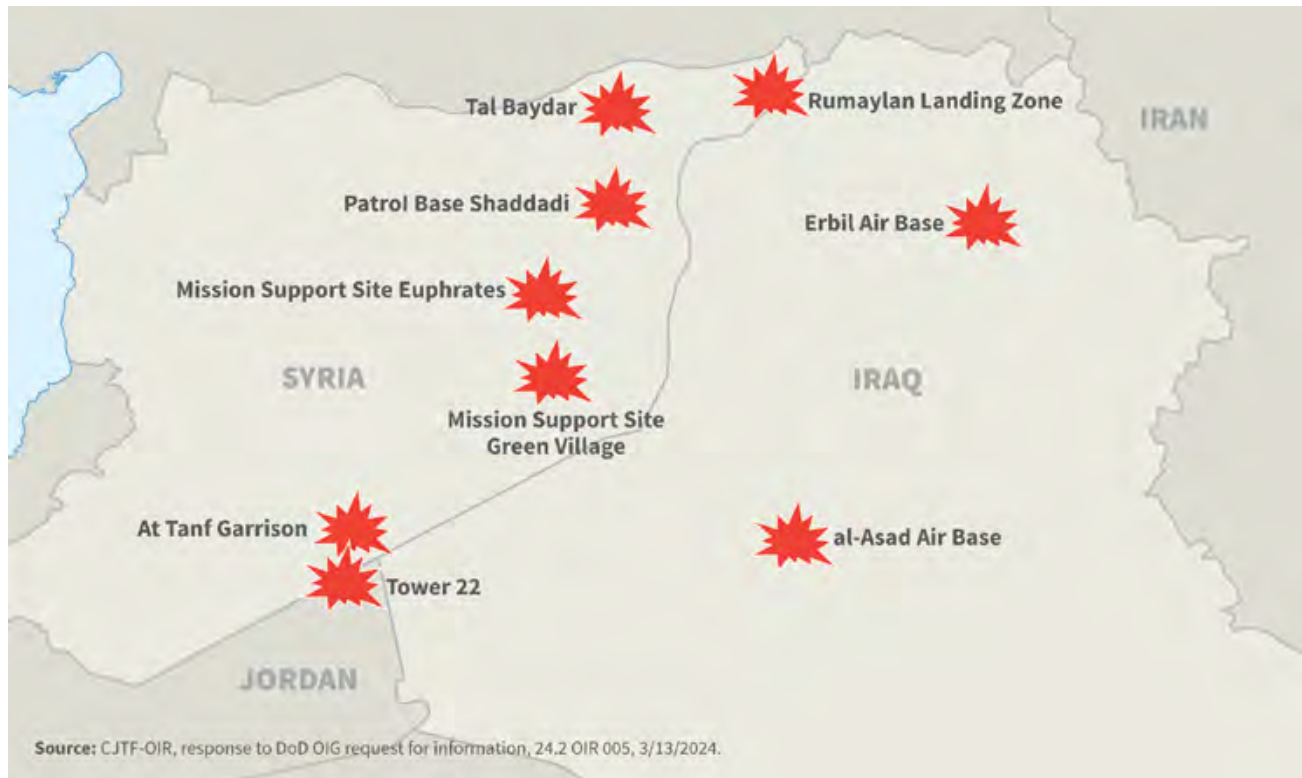 Tal Baydar
Rumaylan Landing Zone
IRAN
Patrol Base Shaddadi
Erbil Air Base
Mission Support Site Euphrates
SYRIA
IRAQ
Mission Support Site
Green Village
At Tanf Garrison
al-Asad Air Base
Tower 22
JORDAN
Source: CJTF-OIR, response to DoD OIG request for information, 24.2 OIR 005, 3/13/2024.